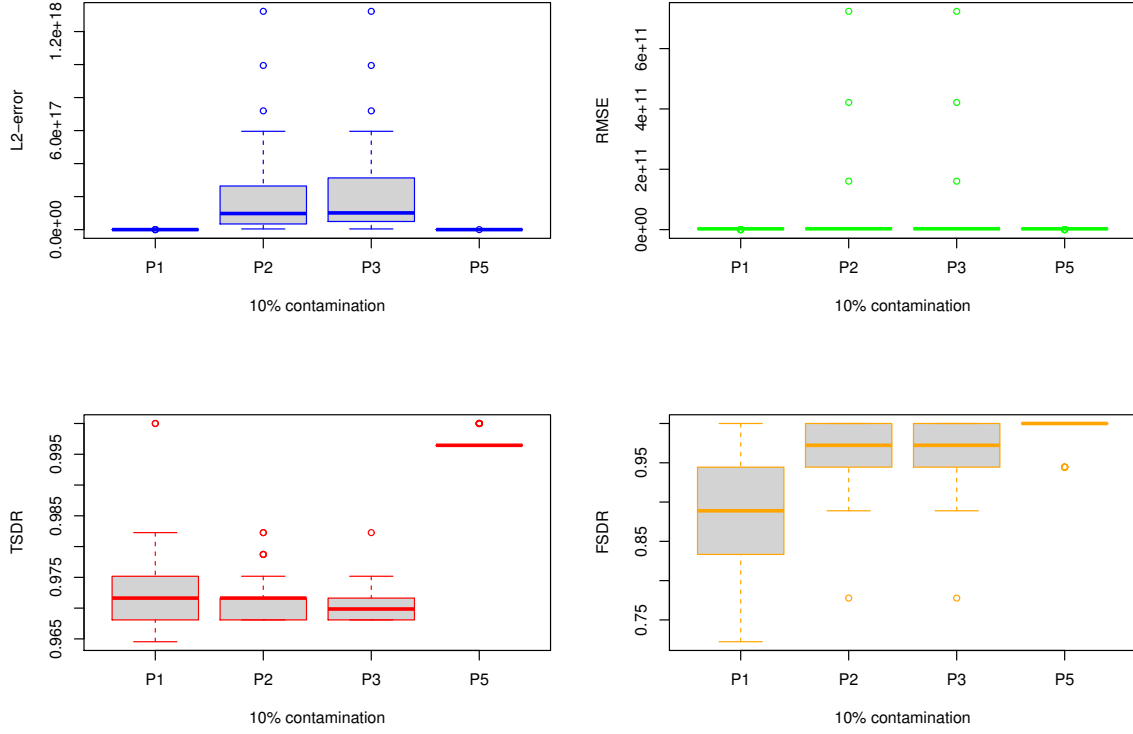 L2−error
0.0e+00 6.0e+17 1.2e+18
P1 P2 P3 P5
10% contamination
RMSE
0e+00 2e+11 4e+11 6e+11
P1 P2 P3 P5
10% contamination
TSDR
0.965 0.975 0.985 0.995
P1 P2 P3 P5
10% contamination
FSDR
0.75 0.85 0.95
P1 P2 P3 P5
10% contamination